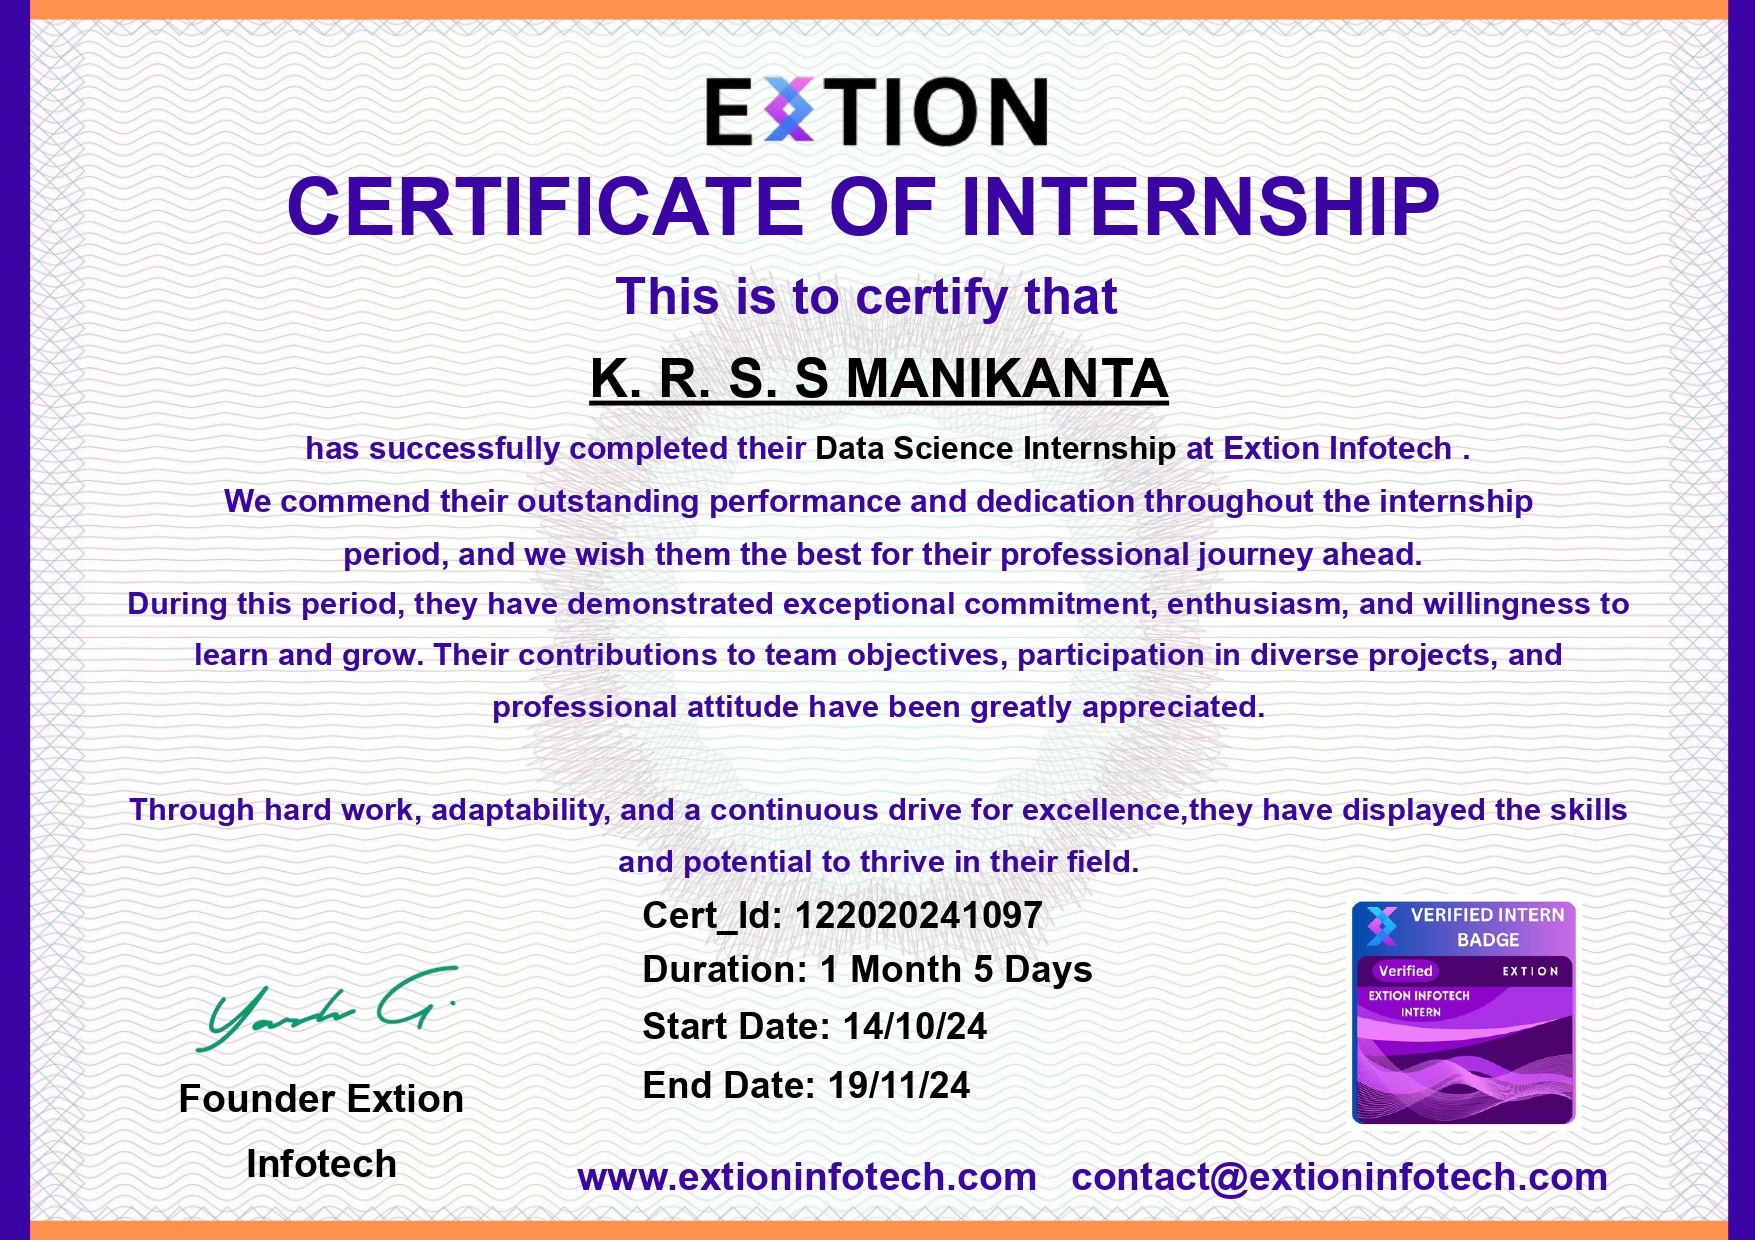 EXTION
CERTIFICATE OF INTERNSHIP
This is to certify that
K. R. S. S MANIKANTA
has successfully completed their Data Science Internship at Extion Infotech .
We commend their outstanding performance and dedication throughout the internship
period, and we wish them the best for their professional journey ahead.
During this period, they have demonstrated exceptional commitment, enthusiasm, and willingness to
learn and grow. Their contributions to team objectives, participation in diverse projects, and
professional attitude have been greatly appreciated.
Through hard work, adaptability, and a continuous drive for excellence,they have displayed the skills
and potential to thrive in their field.
Cert_Id: 122020241097
Duration: 1 Month 5 Days
Start Date: 14/10/24
End Date: 19/11/24
Yash G.
Founder Extion
Infotech
VERIFIED INTERN
BADGE
Verified
EXTION
EXTION INFOTECH
INTERN
www.extioninfotech.com contact@extioninfotech.com